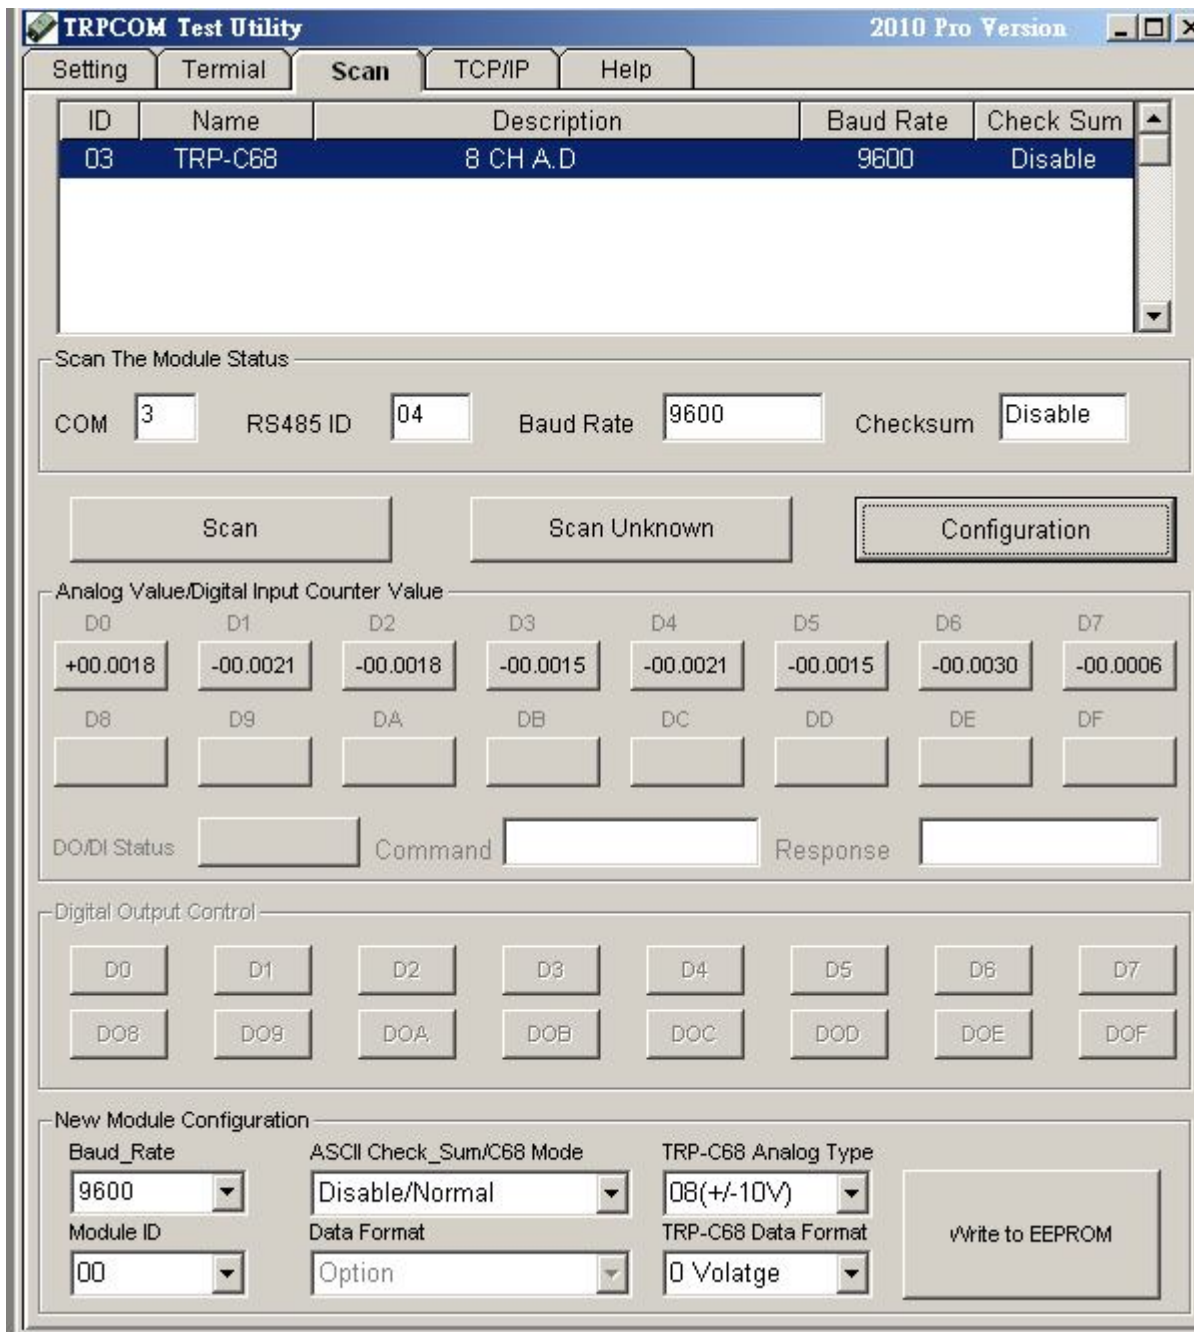 TRPCOM Test Utility 2010 Pro Version
Setting Termial Scan TCP/IP Help
ID Name Description Baud Rate Check Sum
03 TRP-C68 8 CH A.D 9600 Disable
Scan The Module Status
COM 3 RS485 ID 04 Baud Rate 9600 Checksum Disable
Scan Scan Unknown Configuration
Analog Value/Digital Input Counter Value
D0 D1 D2 D3 D4 D5 D6 D7
+00.0018 -00.0021 -00.0018 -00.0015 -00.0021 -00.0015 -00.0030 -00.0006
D8 D9 DA DB DC DD DE DF
DO/DI Status Command Response
Digital Output Control
D0 D1 D2 D3 D4 D5 D6 D7
DO8 DO9 DOA DOB DOC DOD DOE DOF
New Module Configuration
Baud_Rate ASCII Check_Sum/C68 Mode TRP-C68 Analog Type
9600 Disable/Normal 08(+/-10V)
Module ID Data Format TRP-C68 Data Format Write to EEPROM
00 Option 0 Volatge